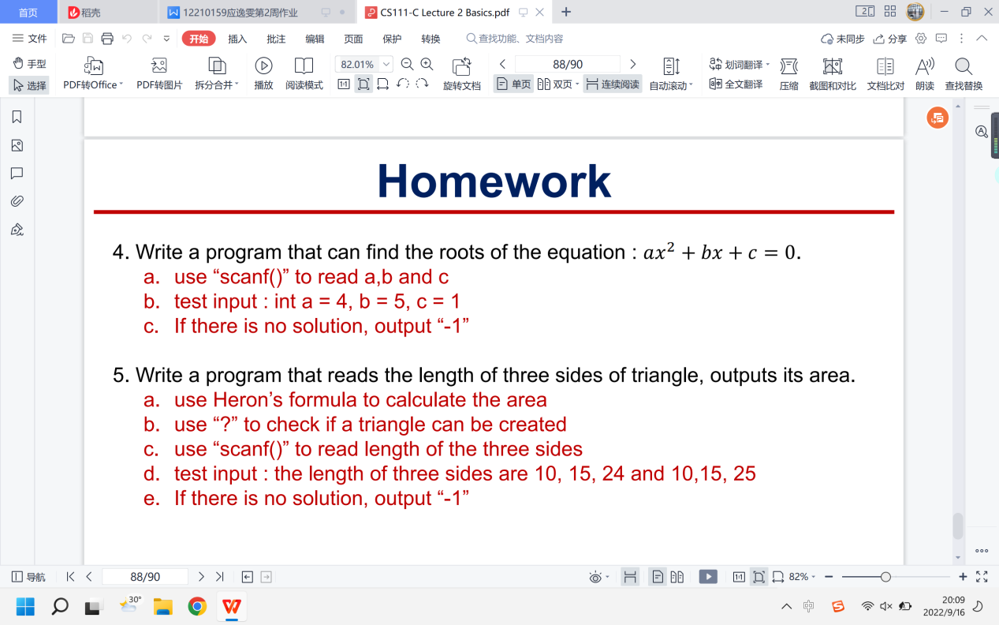 首页
稻壳
12210159应逸雯第2周作业
CS111-C Lecture 2 Basics.pdf
文件
开始
插入
批注
编辑
页面
保护
转换
查找功能、文档内容
未同步
分享
手型
选择
PDF转Office
PDF转图片
拆分合并
播放
阅读模式
82.01%
旋转文档
88/90
单页
双页
连续阅读
自动滚动
划词翻译
全文翻译
压缩
截图和对比
文档比对
朗读
查找替换
Homework
4. Write a program that can find the roots of the equation : ax² + bx + c = 0.
a. use “scanf()” to read a,b and c
b. test input : int a = 4, b = 5, c = 1
c. If there is no solution, output “-1”
5. Write a program that reads the length of three sides of triangle, outputs its area.
a. use Heron’s formula to calculate the area
b. use “?” to check if a triangle can be created
c. use “scanf()” to read length of the three sides
d. test input : the length of three sides are 10, 15, 24 and 10,15, 25
e. If there is no solution, output “-1”
导航
88/90
82%
30°
中
20:09
2022/9/16